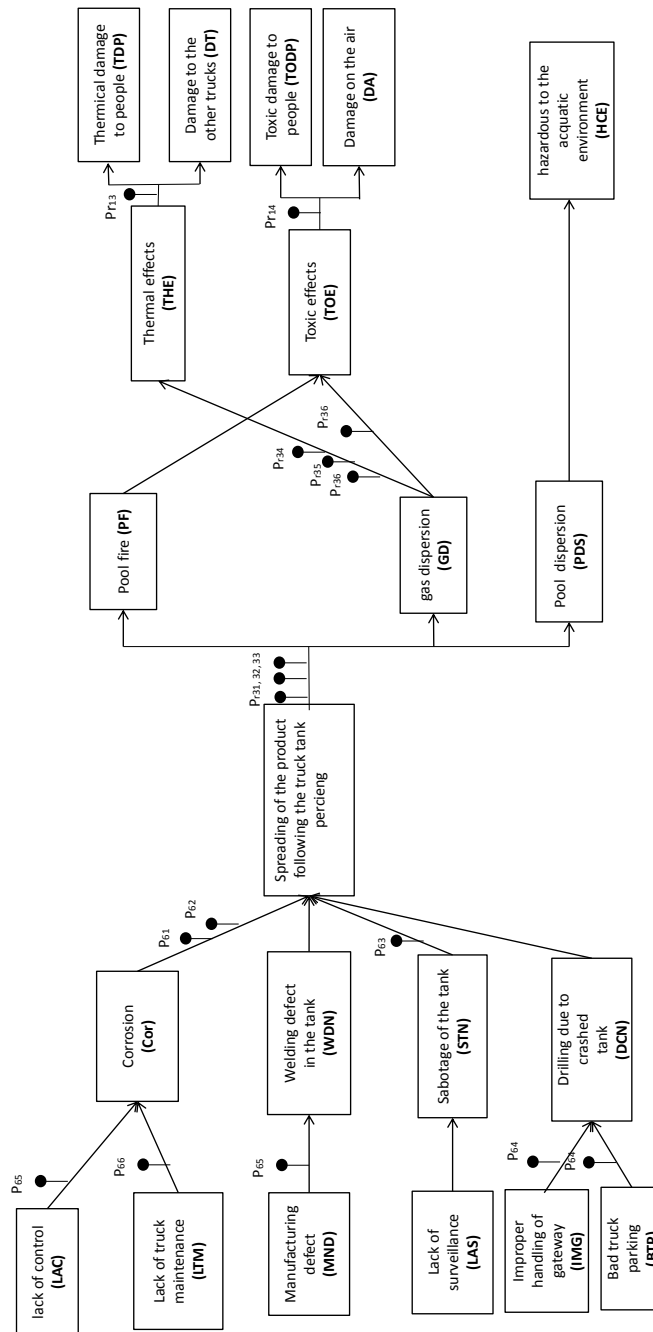 lack of control
(LAC)
Lack of truck
maintenance
(LTM)
Manufacturing
defect
(MND)
Lack of
surveillance
(LAS)
Improper
handling of
gateway
(IMG)
Bad truck
parking
(BTP)
P65
P66
P65
P64
P64
Corrosion
(Cor)
Welding defect
in the tank
(WDN)
Sabotage of the tank
(STN)
Drilling due to
crashed
tank
(DCN)
P61
P62
P63
Spreading of the product
following the truck tank
percieng
Pr31, 32, 33
Pool fire (PF)
gas dispersion
(GD)
Pool dispersion
(PDS)
Pr34
Pr35
Pr36
Pr36
Thermal effects
(THE)
Toxic effects
(TOE)
Pr13
Pr14
Thermical damage
to people (TDP)
Damage to the
other trucks (DT)
Toxic damage to
people (TODP)
Damage on the air
(DA)
hazardous to the
acquatic
environment
(HCE)